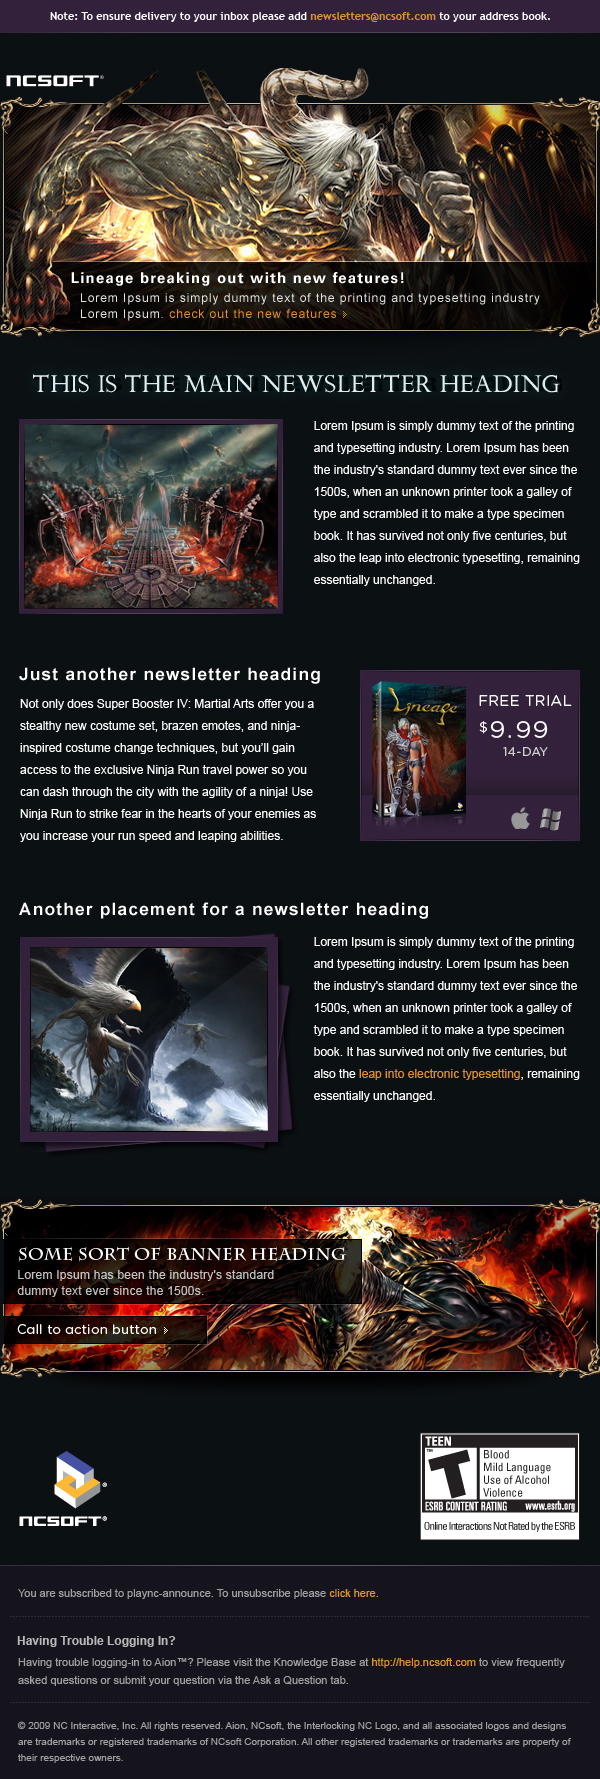 Note: To ensure delivery to your inbox please add newsletters@ncsoft.com to your address book.
NCSOFT®
Lineage breaking out with new features!
Lorem Ipsum is simply dummy text of the printing and typesetting industry
Lorem Ipsum. check out the new features ›
THIS IS THE MAIN NEWSLETTER HEADING
Lorem Ipsum is simply dummy text of the printing
and typesetting industry. Lorem Ipsum has been
the industry's standard dummy text ever since the
1500s, when an unknown printer took a galley of
type and scrambled it to make a type specimen
book. It has survived not only five centuries, but
also the leap into electronic typesetting, remaining
essentially unchanged.
Just another newsletter heading
Not only does Super Booster IV: Martial Arts offer you a
stealthy new costume set, brazen emotes, and ninja-
inspired costume change techniques, but you'll gain
access to the exclusive Ninja Run travel power so you
can dash through the city with the agility of a ninja! Use
Ninja Run to strike fear in the hearts of your enemies as
you increase your run speed and leaping abilities.
Lineage
FREE TRIAL
$9.99
14-DAY
Another placement for a newsletter heading
Lorem Ipsum is simply dummy text of the printing
and typesetting industry. Lorem Ipsum has been
the industry's standard dummy text ever since the
1500s, when an unknown printer took a galley of
type and scrambled it to make a type specimen
book. It has survived not only five centuries, but
also the leap into electronic typesetting, remaining
essentially unchanged.
SOME SORT OF BANNER HEADING
Lorem Ipsum has been the industry's standard
dummy text ever since the 1500s.
Call to action button ›
NCSOFT®
TEEN
T
Blood
Mild Language
Use of Alcohol
Violence
ESRB CONTENT RATING www.esrb.org
Online Interactions Not Rated by the ESRB
You are subscribed to plaync-announce. To unsubscribe please click here.
Having Trouble Logging In?
Having trouble logging-in to Aion™? Please visit the Knowledge Base at http://help.ncsoft.com to view frequently
asked questions or submit your question via the Ask a Question tab.
© 2009 NC Interactive, Inc. All rights reserved. Aion, NCsoft, the Interlocking NC Logo, and all associated logos and designs
are trademarks or registered trademarks of NCsoft Corporation. All other registered trademarks or trademarks are property of
their respective owners.